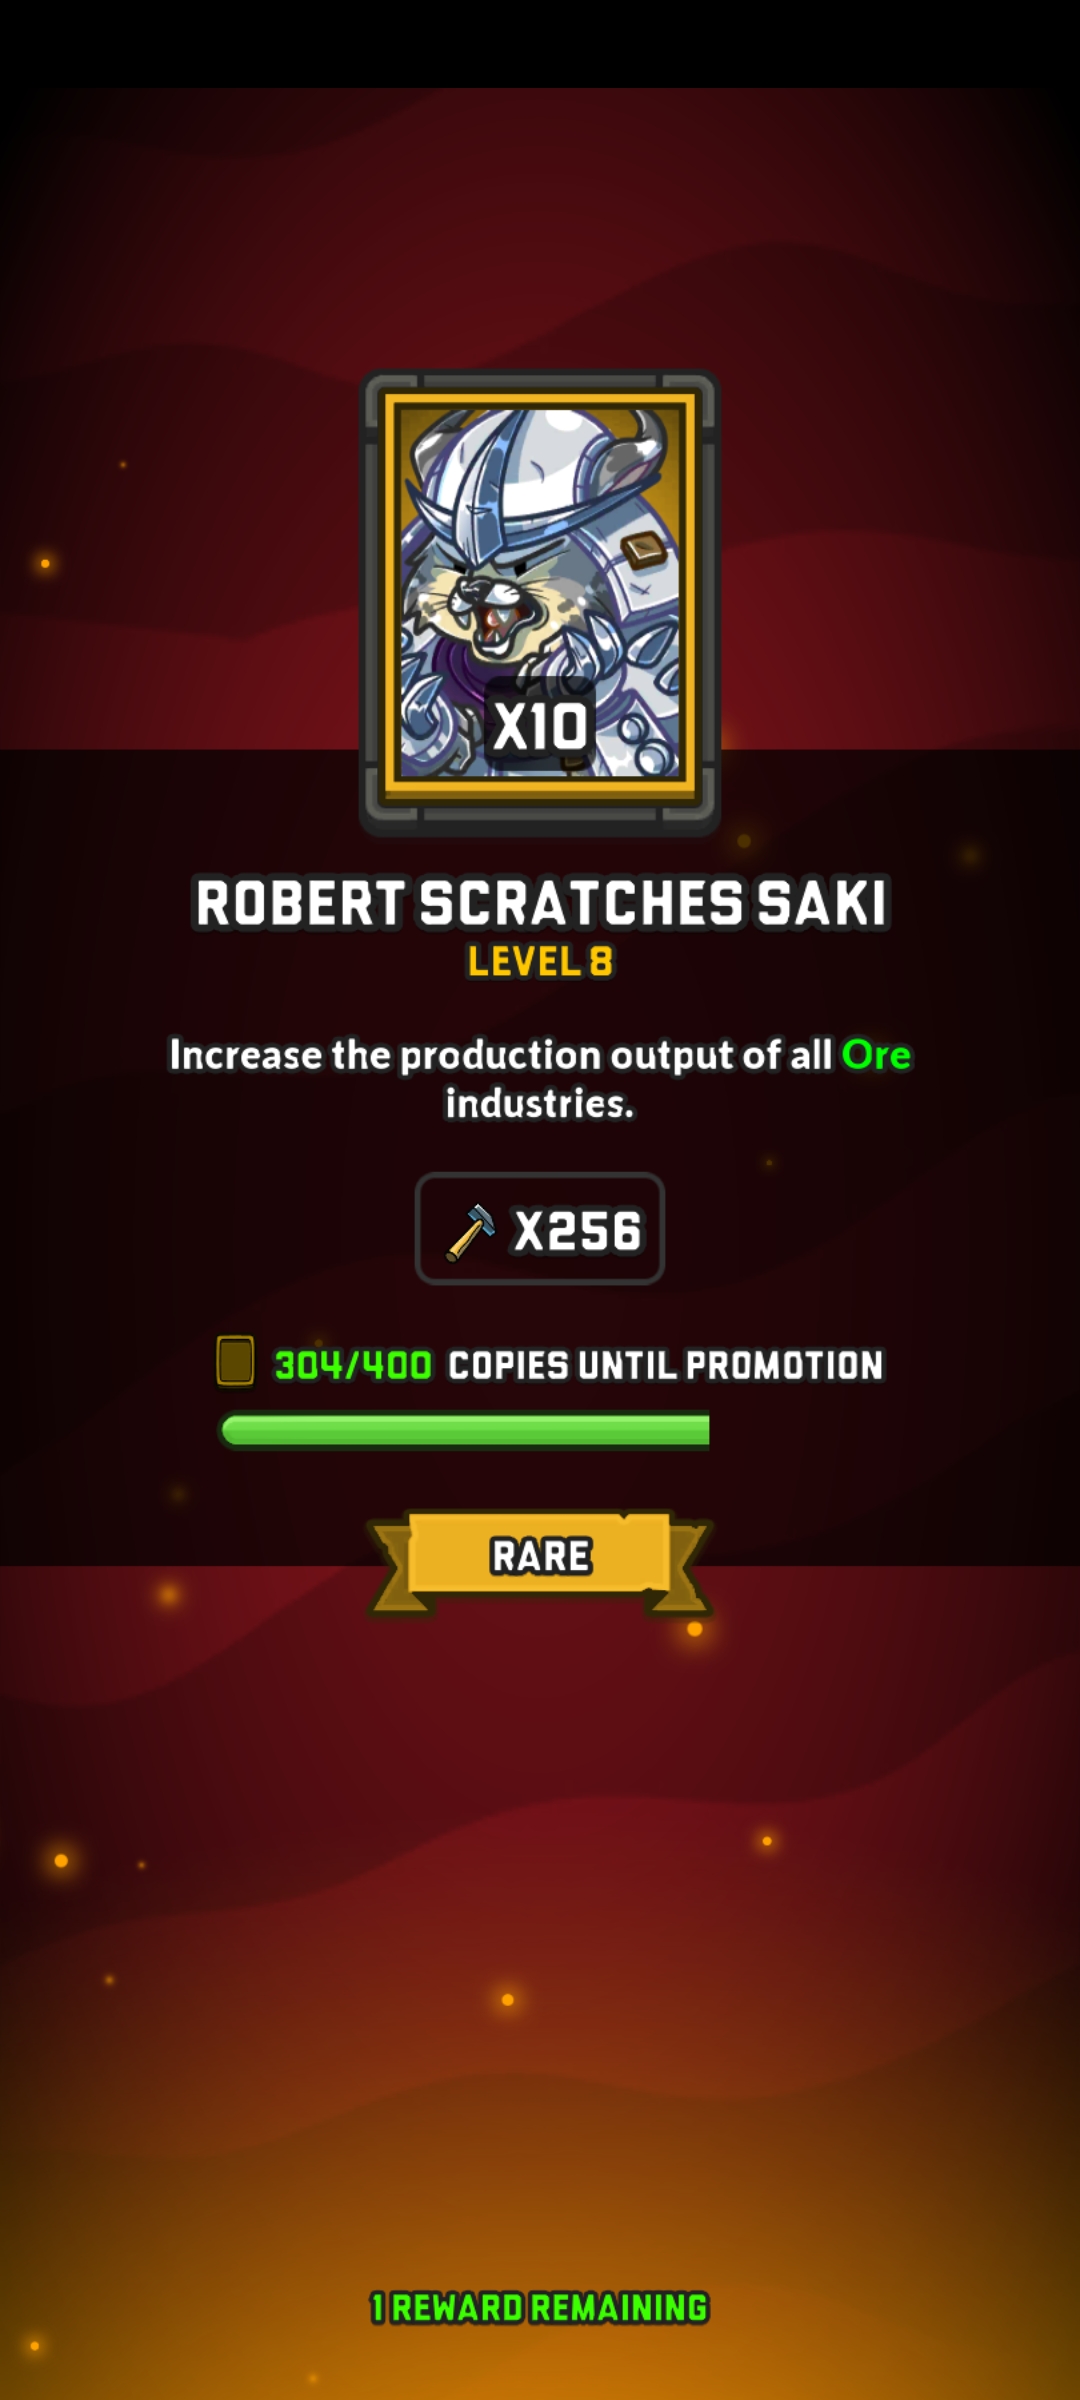 X10
ROBERT SCRATCHES SAKI
LEVEL 8
Increase the production output of all Ore
industries.
X256
304/400 COPIES UNTIL PROMOTION
RARE
1 REWARD REMAINING